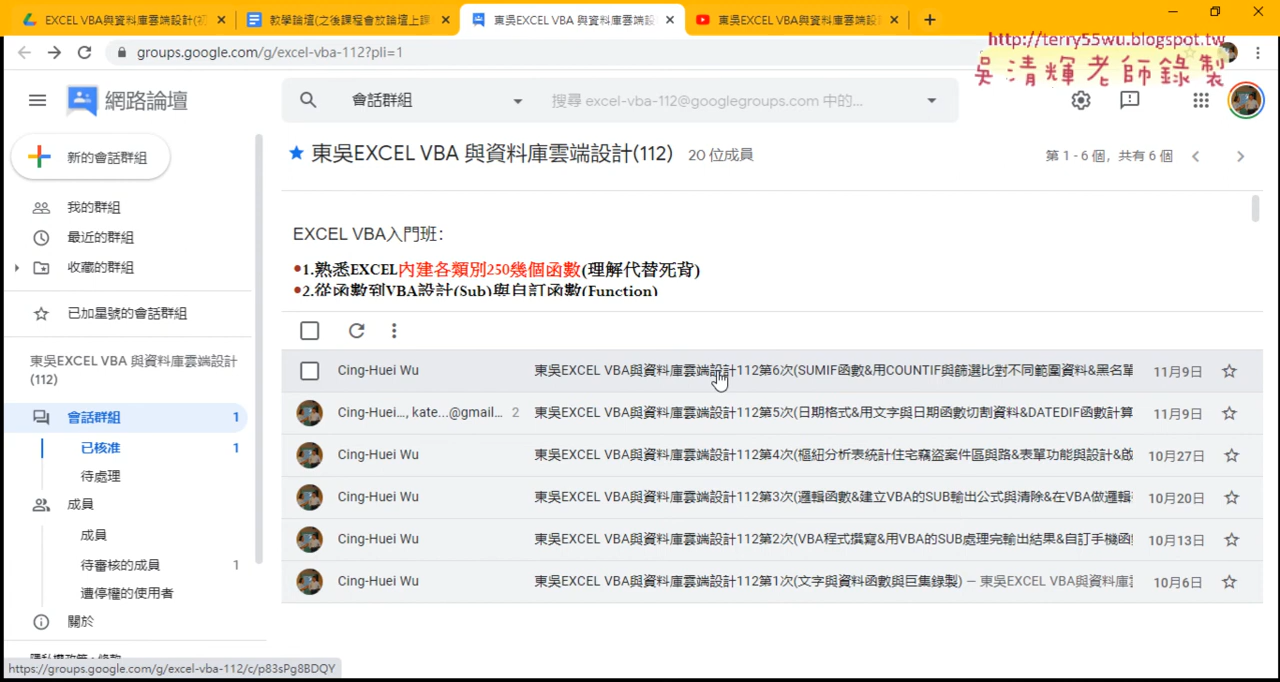 EXCEL VBA與資料庫雲端設計(初
教學論壇(之後課程會放論壇上課
東吳EXCEL VBA 與資料庫雲端設
東吳EXCEL VBA與資料庫雲端設
groups.google.com/g/excel-vba-112?pli=1
http://terry55wu.blogspot.tw
吳清輝老師錄製
網路論壇
會話群組
搜尋 excel-vba-112@googlegroups.com 中的...
新的會話群組
東吳EXCEL VBA 與資料庫雲端設計(112)
20 位成員
第 1 - 6 個，共有 6 個
我的群組
最近的群組
收藏的群組
已加星號的會話群組
東吳EXCEL VBA 與資料庫雲端設計
(112)
會話群組 1
已核准 1
待處理
成員
成員
待審核的成員 1
遭停權的使用者
關於
隱私權政策 · 條款
EXCEL VBA入門班：
•1.熟悉EXCEL內建各類別250幾個函數(理解代替死背)
•2.從函數到VBA設計(Sub)與自訂函數(Function)
Cing-Huei Wu 東吳EXCEL VBA與資料庫雲端設計112第6次(SUMIF函數&用COUNTIF與篩選比對不同範圍資料&黑名單 11月9日
Cing-Huei..., kate...@gmail... 2 東吳EXCEL VBA與資料庫雲端設計112第5次(日期格式&用文字與日期函數切割資料&DATEDIF函數計算 11月9日
Cing-Huei Wu 東吳EXCEL VBA與資料庫雲端設計112第4次(樞紐分析表統計住宅竊盜案件區與路&表單功能與設計&啟 10月27日
Cing-Huei Wu 東吳EXCEL VBA與資料庫雲端設計112第3次(邏輯函數&建立VBA的SUB輸出公式與清除&在VBA做邏輯 10月20日
Cing-Huei Wu 東吳EXCEL VBA與資料庫雲端設計112第2次(VBA程式撰寫&用VBA的SUB處理完輸出結果&自訂手機函 10月13日
Cing-Huei Wu 東吳EXCEL VBA與資料庫雲端設計112第1次(文字與資料函數與巨集錄製) — 東吳EXCEL VBA與資料庫雲 10月6日
https://groups.google.com/g/excel-vba-112/c/p83sPg8BDQY